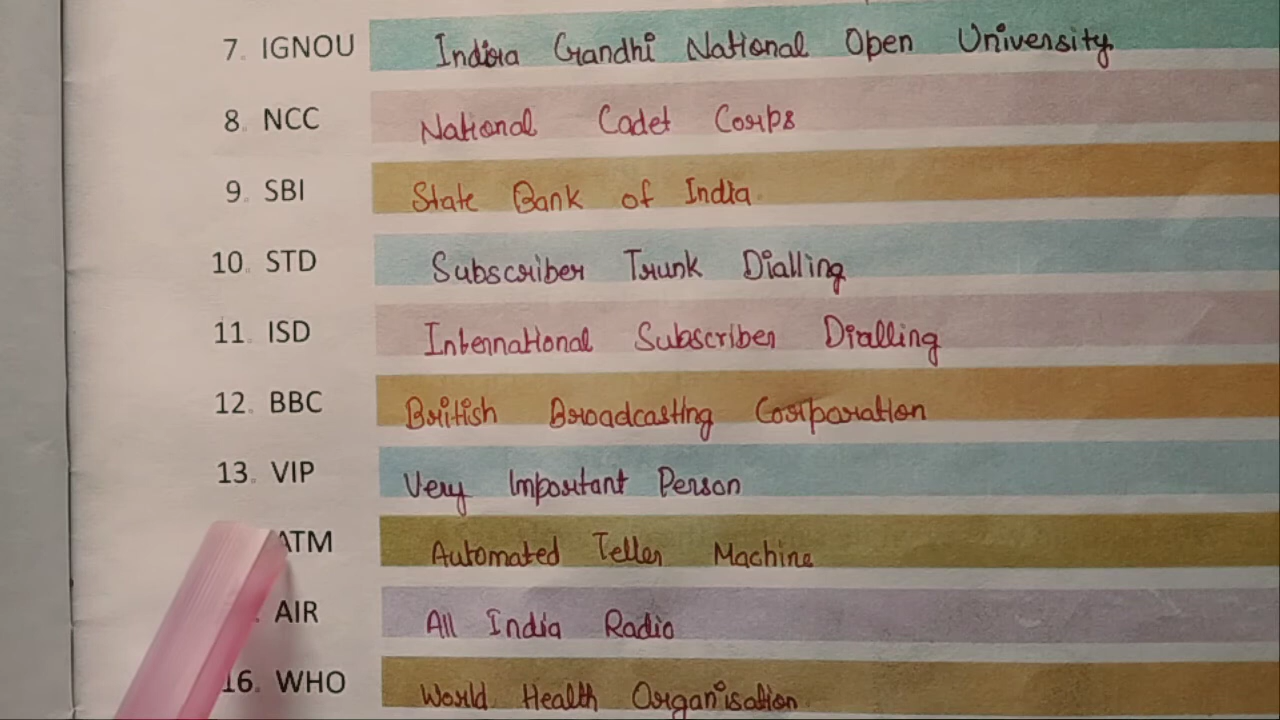 7. IGNOU Indira Gandhi National Open University
8. NCC National Cadet Corps
9. SBI State Bank of India
10. STD Subscriber Trunk Dialling
11. ISD International Subscriber Dialling
12. BBC British Broadcasting Corporation
13. VIP Very Important Person
ATM Automated Teller Machine
AIR All India Radio
16. WHO World Health Organisation